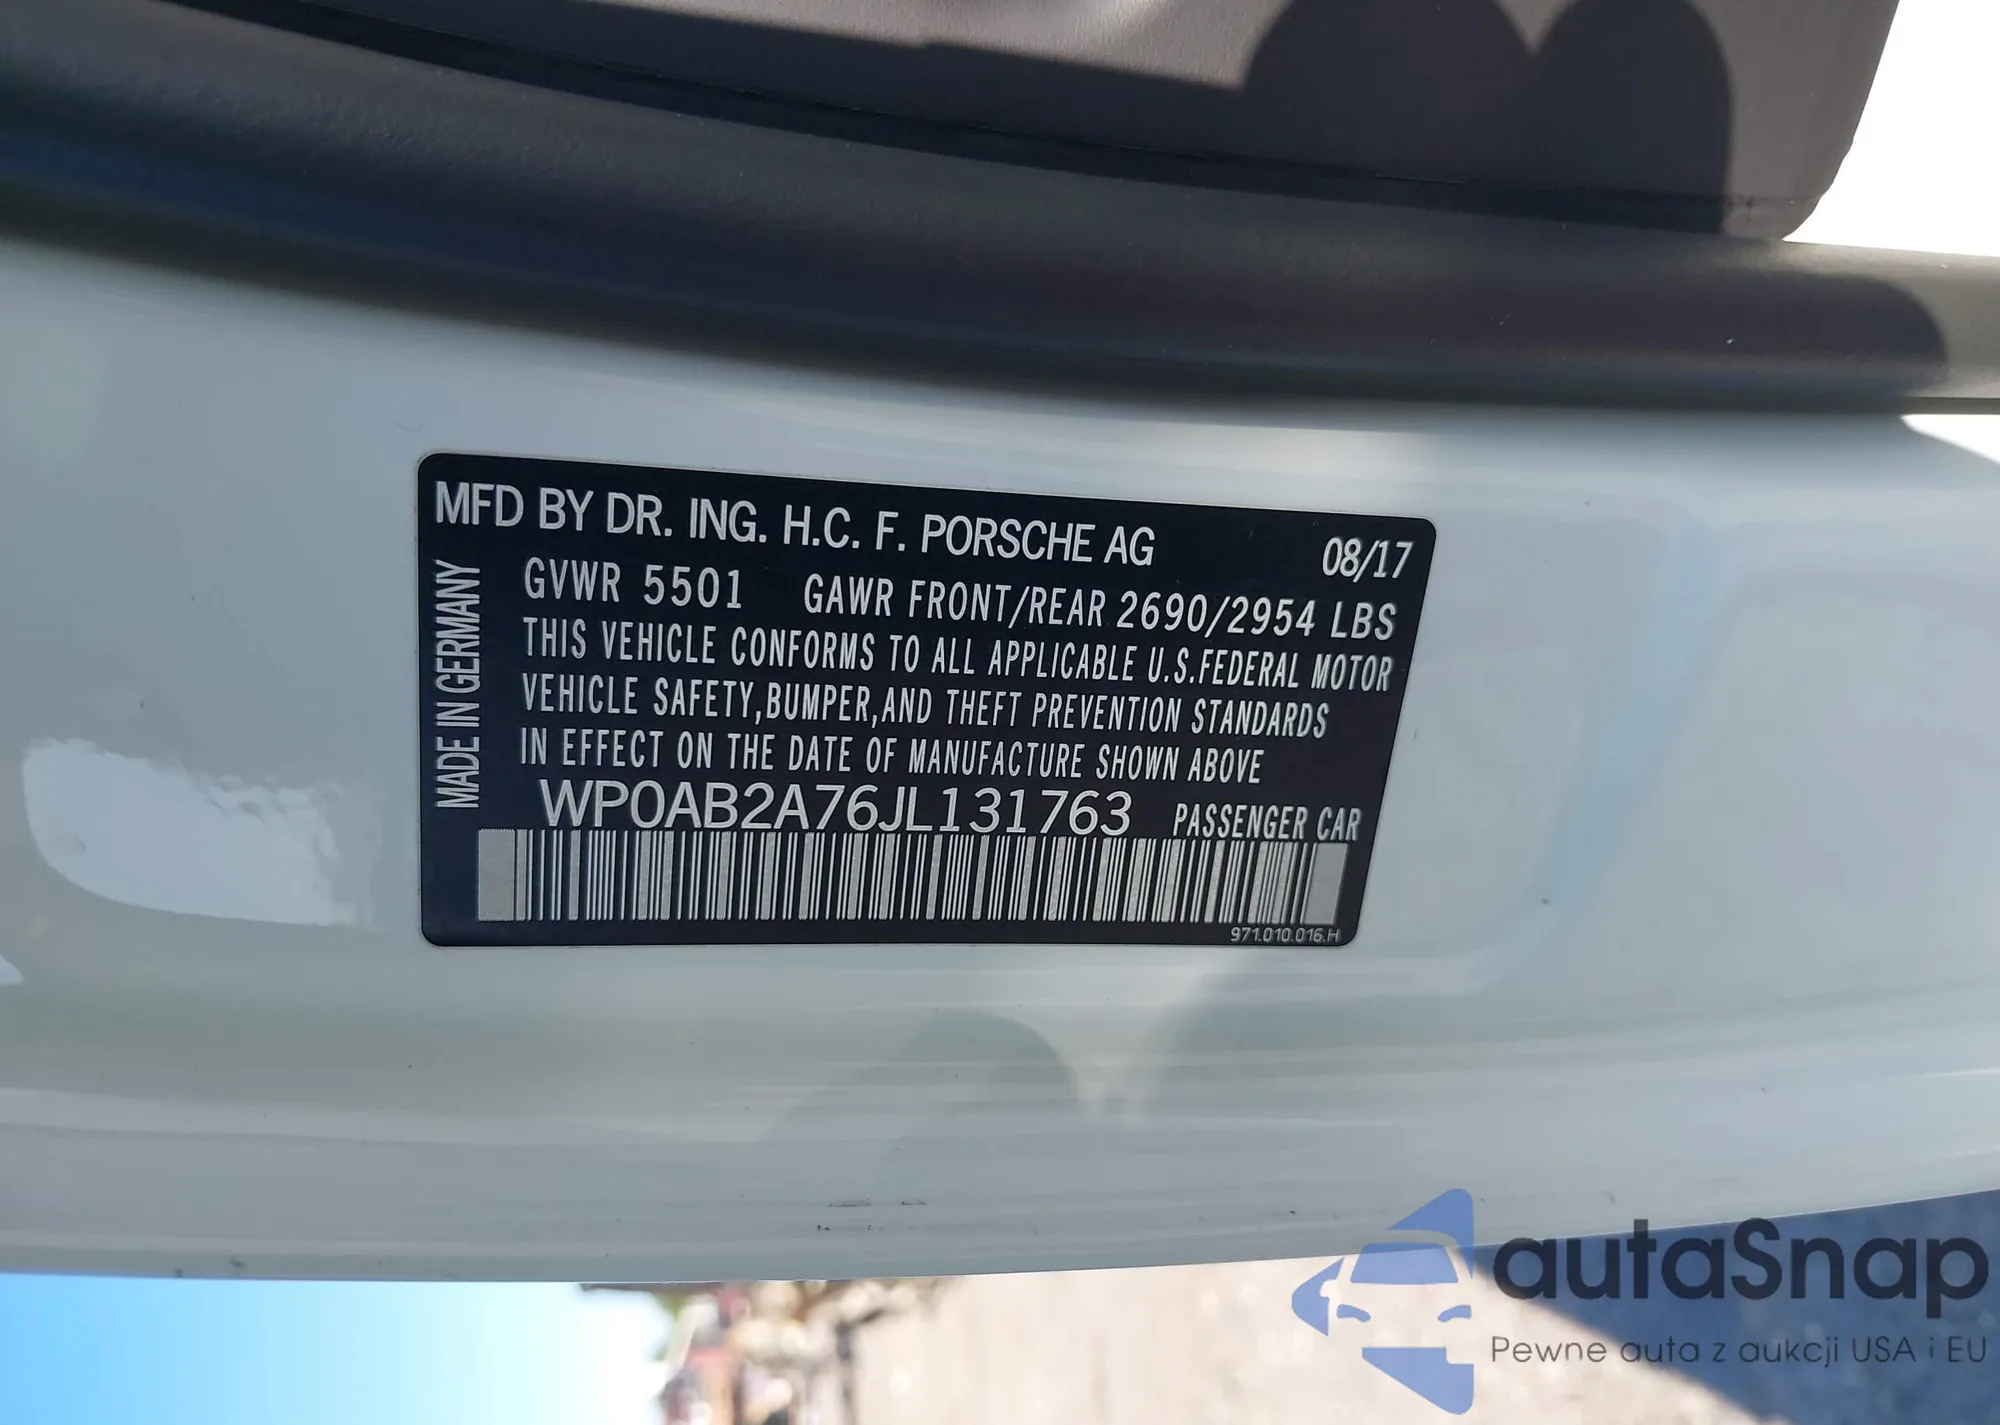 MFD BY DR. ING. H.C. F. PORSCHE AG 08/17
GVWR 5501 GAWR FRONT/REAR 2690/2954 LBS
THIS VEHICLE CONFORMS TO ALL APPLICABLE U.S.FEDERAL MOTOR
VEHICLE SAFETY,BUMPER,AND THEFT PREVENTION STANDARDS
IN EFFECT ON THE DATE OF MANUFACTURE SHOWN ABOVE
WP0AB2A76JL131763 PASSENGER CAR
971.010.016.H
MADE IN GERMANY
autaSnap
Pewne auta z aukcji USA i EU